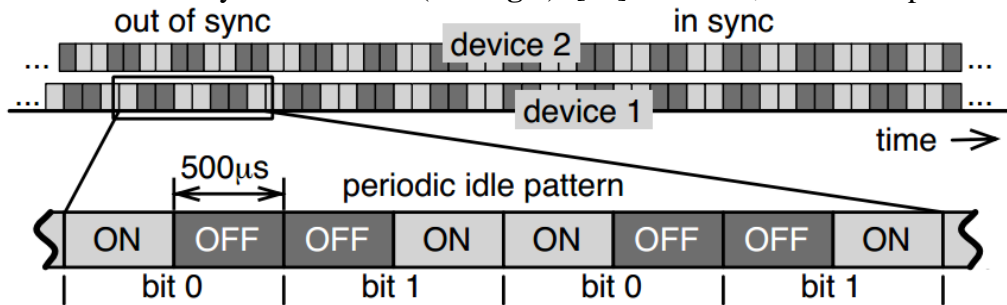 out of sync in sync
device 2
... ...
... ...
device 1
time
500μs
periodic idle pattern
ON OFF OFF ON ON OFF OFF ON
bit 0 bit 1 bit 0 bit 1